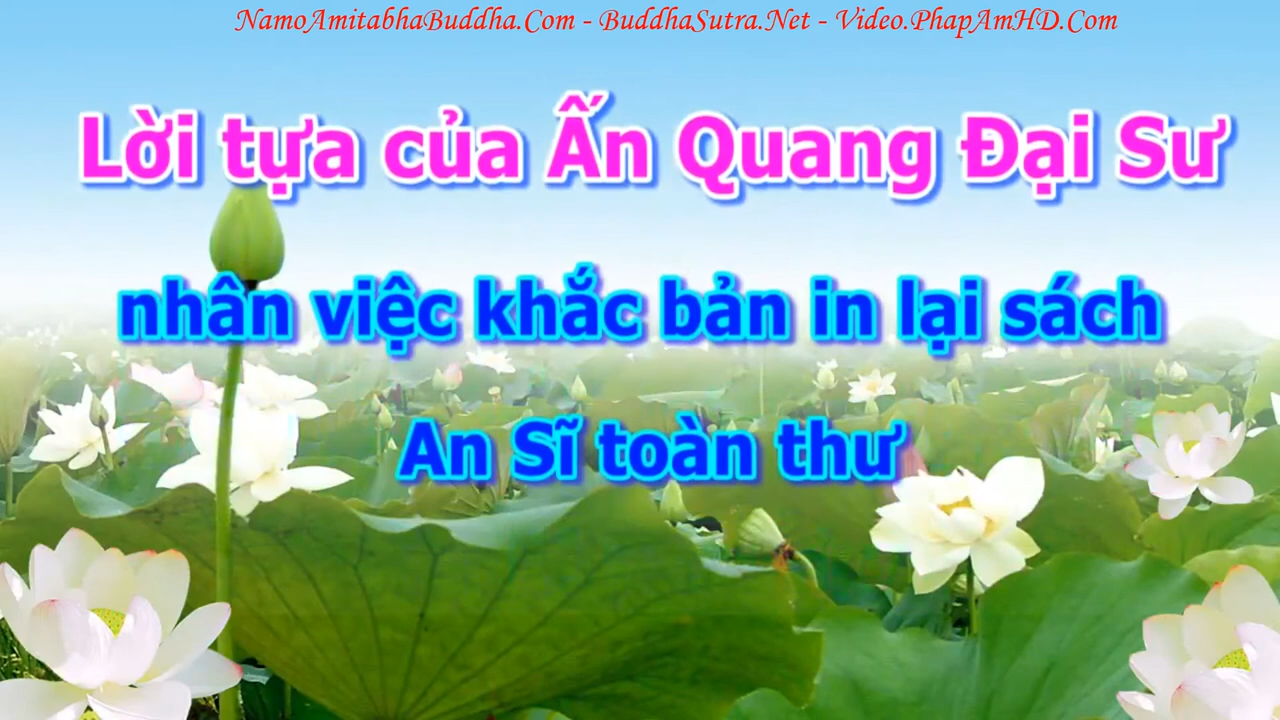 NamoAmitabhaBuddha.Com - BuddhaSutra.Net - Video.PhapAmHD.Com
Lời tựa của Ấn Quang Đại Sư
nhân việc khắc bản in lại sách
An Sĩ toàn thư